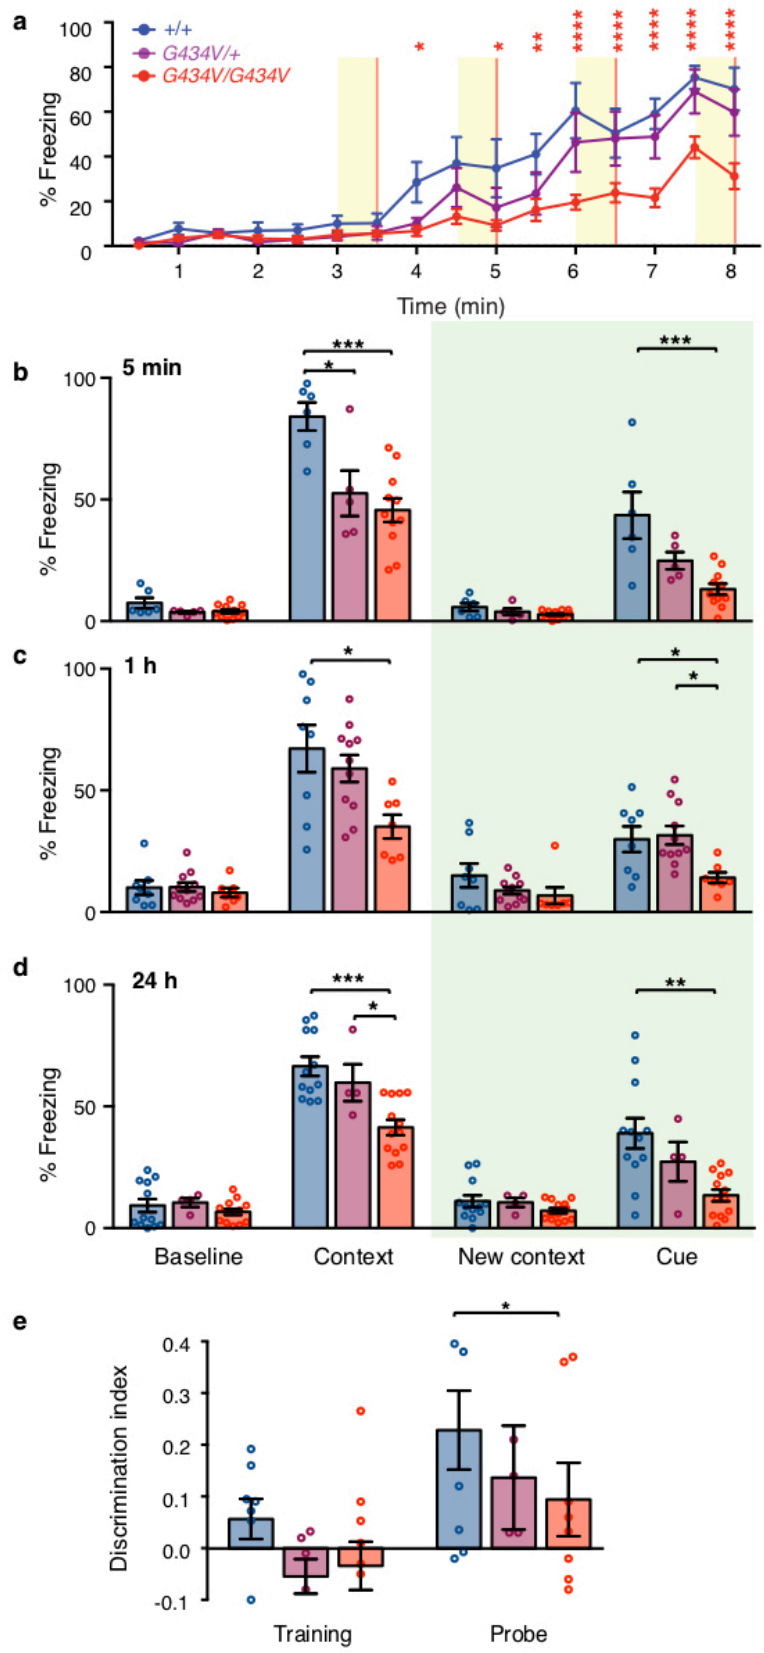 a
100
80
60
40
20
0
% Freezing
+/+
G434V/+
G434V/G434V
* * ** **** **** **** **** ****
1 2 3 4 5 6 7 8
Time (min)
b
5 min
100
50
0
% Freezing
***
*
***
c
1 h
100
50
0
% Freezing
*
*
*
d
24 h
100
50
0
% Freezing
***
*
**
Baseline Context New context Cue
e
0.4
0.3
0.2
0.1
0.0
-0.1
Discrimination index
*
Training Probe